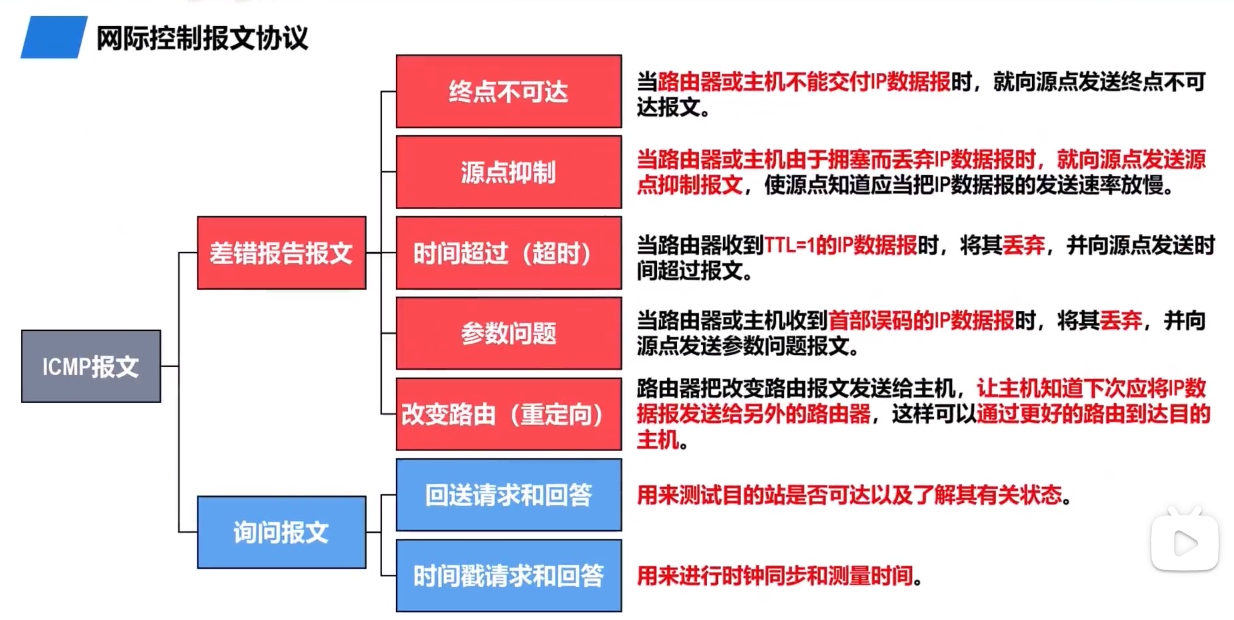 网际控制报文协议
ICMP报文
差错报告报文
终点不可达
当路由器或主机不能交付IP数据报时，就向源点发送终点不可
达报文。
源点抑制
当路由器或主机由于拥塞而丢弃IP数据报时，就向源点发送源
点抑制报文，使源点知道应当把IP数据报的发送速率放慢。
时间超过（超时）
当路由器收到TTL=1的IP数据报时，将其丢弃，并向源点发送时
间超过报文。
参数问题
当路由器或主机收到首部误码的IP数据报时，将其丢弃，并向
源点发送参数问题报文。
改变路由（重定向）
路由器把改变路由报文发送给主机，让主机知道下次应将IP数
据报发送给另外的路由器，这样可以通过更好的路由到达目的
主机。
询问报文
回送请求和回答
用来测试目的站是否可达以及了解其有关状态。
时间戳请求和回答
用来进行时钟同步和测量时间。